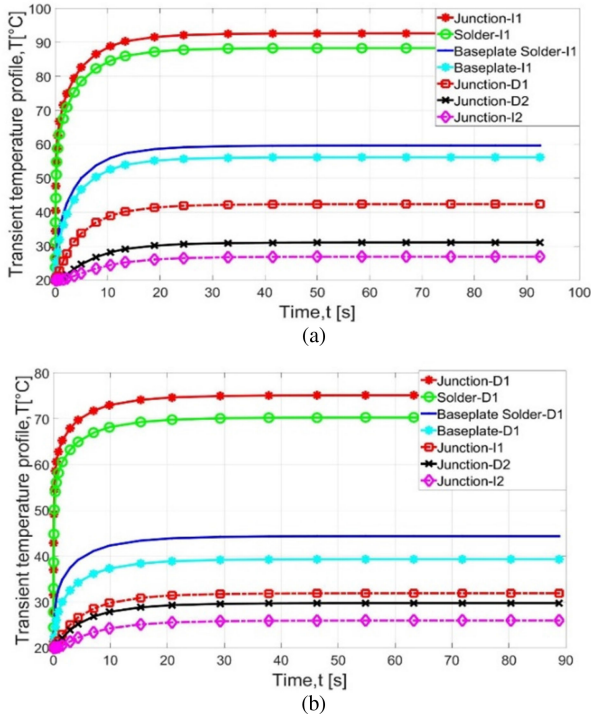 Transient temperature profile,T[°C]
100
90
80
70
60
50
40
30
20
Junction-I1
Solder-I1
Baseplate Solder-I1
Baseplate-I1
Junction-D1
Junction-D2
Junction-I2
0 10 20 30 40 50 60 70 80 90 100
Time,t [s]
(a)
Transient temperature profile,T[°C]
80
70
60
50
40
30
20
Junction-D1
Solder-D1
Baseplate Solder-D1
Baseplate-D1
Junction-I1
Junction-D2
Junction-I2
0 10 20 30 40 50 60 70 80 90
Time,t [s]
(b)